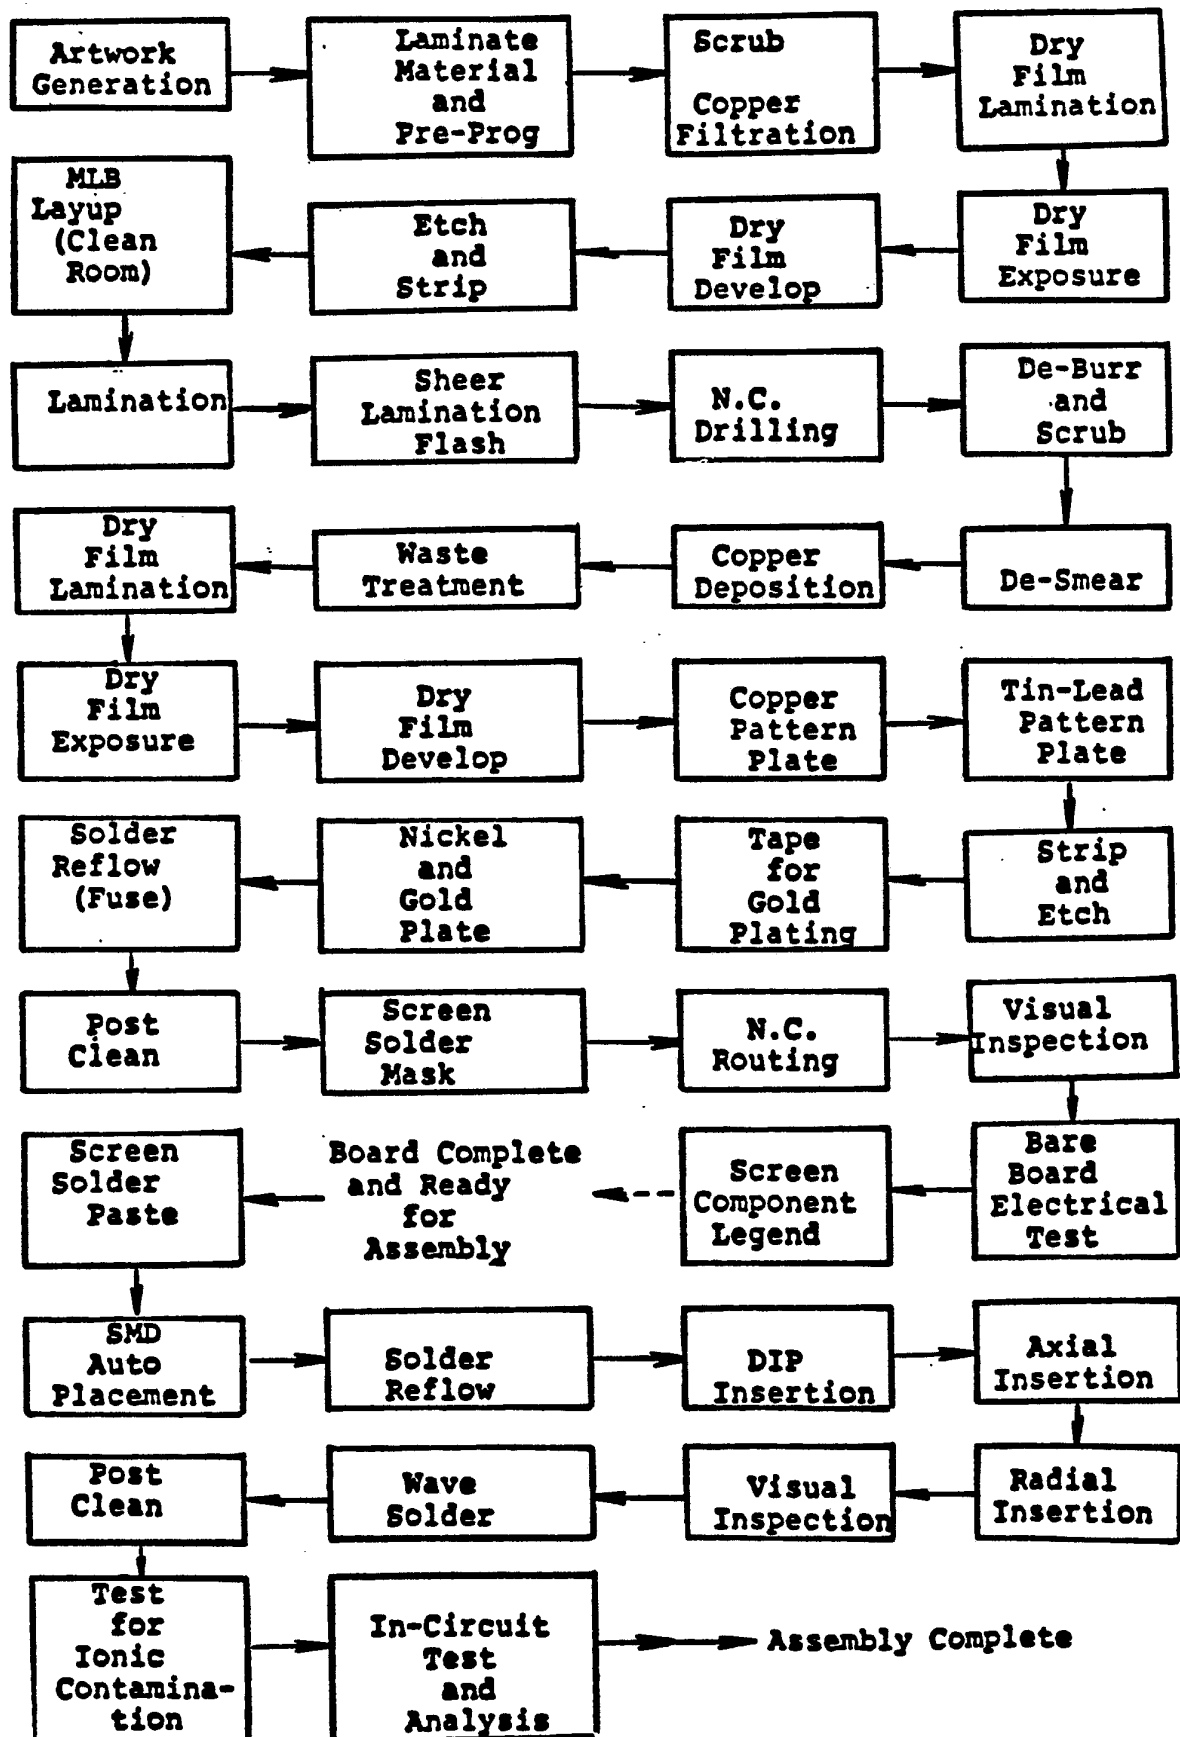 Artwork
Generation
Laminate
Material
and
Pre-Prog
Scrub
Copper
Filtration
Dry
Film
Lamination
Dry
Film
Exposure
Dry
Film
Develop
Etch
and
Strip
MLB
Layup
(Clean
Room)
Lamination
Sheer
Lamination
Flash
N.C.
Drilling
De-Burr
and
Scrub
De-Smear
Copper
Deposition
Waste
Treatment
Dry
Film
Lamination
Dry
Film
Exposure
Dry
Film
Develop
Copper
Pattern
Plate
Tin-Lead
Pattern
Plate
Strip
and
Etch
Tape
for
Gold
Plating
Nickel
and
Gold
Plate
Solder
Reflow
(Fuse)
Post
Clean
Screen
Solder
Mask
N.C.
Routing
Visual
Inspection
Bare
Board
Electrical
Test
Screen
Component
Legend
Board Complete
and Ready
for
Assembly
Screen
Solder
Paste
SMD
Auto
Placement
Solder
Reflow
DIP
Insertion
Axial
Insertion
Radial
Insertion
Visual
Inspection
Wave
Solder
Post
Clean
Test
for
Ionic
Contamina-
tion
In-Circuit
Test
and
Analysis
Assembly Complete